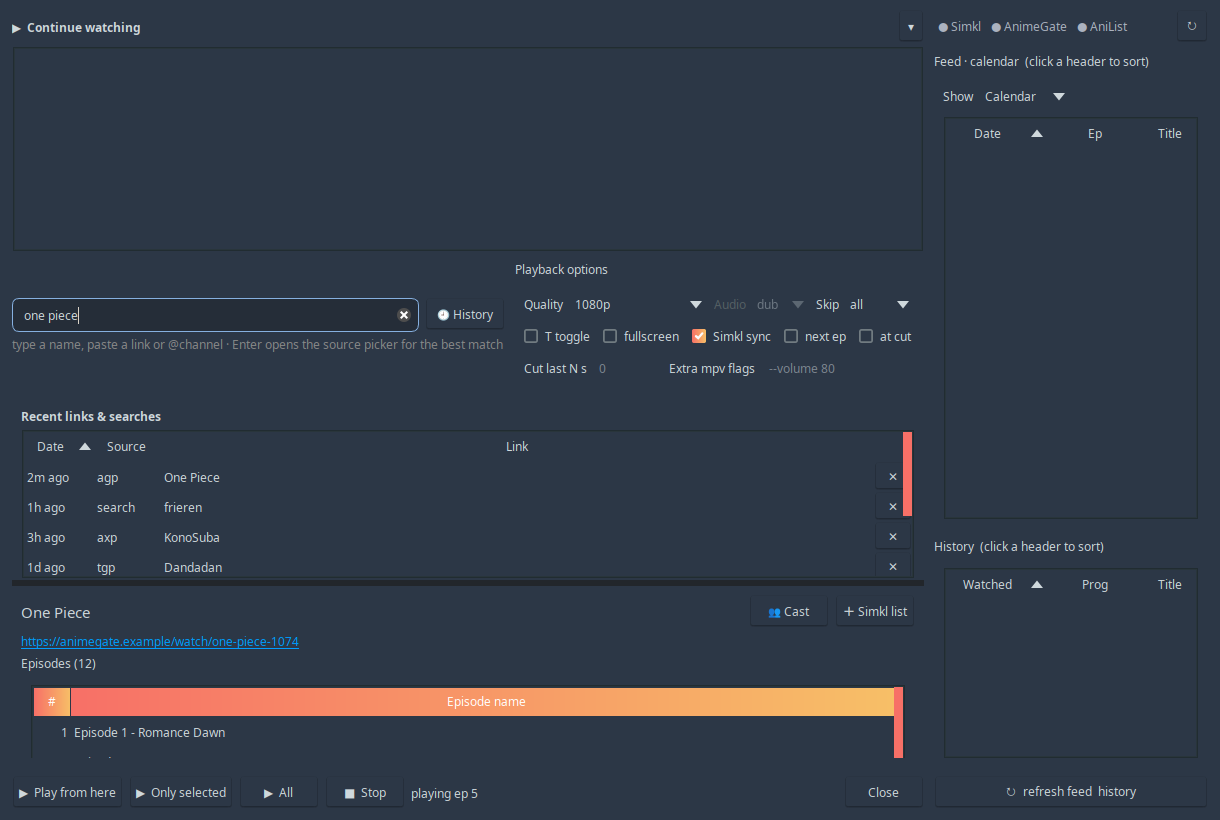 ▶ Continue watching
▼
● Simkl ● AnimeGate ● AniList
↻
Feed · calendar (click a header to sort)
Show Calendar
Date Ep Title
Playback options
one piece
History
type a name, paste a link or @channel · Enter opens the source picker for the best match
Quality 1080p Audio dub Skip all
T toggle fullscreen Simkl sync next ep at cut
Cut last N s 0 Extra mpv flags --volume 80
Recent links & searches
Date Source Link
2m ago agp One Piece ×
1h ago search frieren ×
3h ago axp KonoSuba ×
1d ago tgp Dandadan ×
History (click a header to sort)
Watched Prog Title
One Piece
Cast + Simkl list
https://animegate.example/watch/one-piece-1074
Episodes (12)
# Episode name
1 Episode 1 - Romance Dawn
▶ Play from here ▶ Only selected ▶ All ■ Stop playing ep 5 Close
↻ refresh feed history